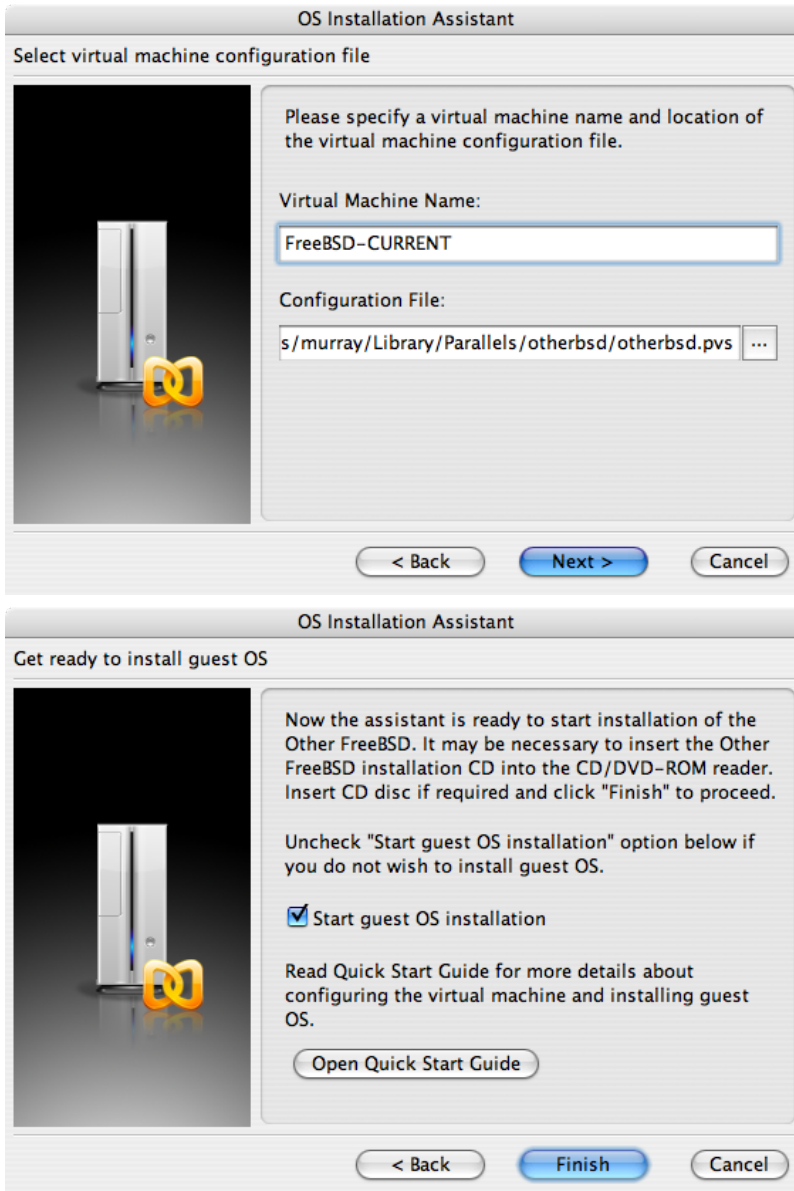 OS Installation Assistant
Select virtual machine configuration file
Please specify a virtual machine name and location of
the virtual machine configuration file.
Virtual Machine Name:
FreeBSD-CURRENT
Configuration File:
s/murray/Library/Parallels/otherbsd/otherbsd.pvs ...
< Back Next > Cancel
OS Installation Assistant
Get ready to install guest OS
Now the assistant is ready to start installation of the
Other FreeBSD. It may be necessary to insert the Other
FreeBSD installation CD into the CD/DVD-ROM reader.
Insert CD disc if required and click "Finish" to proceed.
Uncheck "Start guest OS installation" option below if
you do not wish to install guest OS.
Start guest OS installation
Read Quick Start Guide for more details about
configuring the virtual machine and installing guest
OS.
Open Quick Start Guide
< Back Finish Cancel